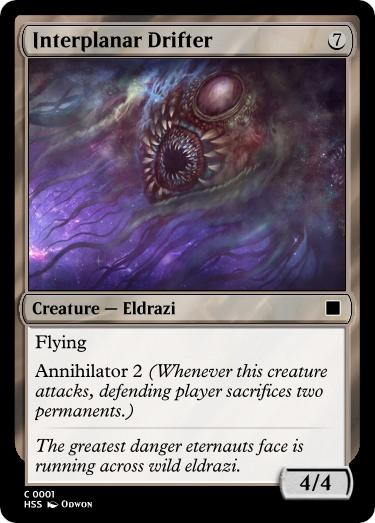 Interplanar Drifter 7
Creature — Eldrazi
Flying
Annihilator 2 (Whenever this creature
attacks, defending player sacrifices two
permanents.)
The greatest danger eternauts face is
running across wild eldrazi.
4/4
C 0001
HSS Odwon